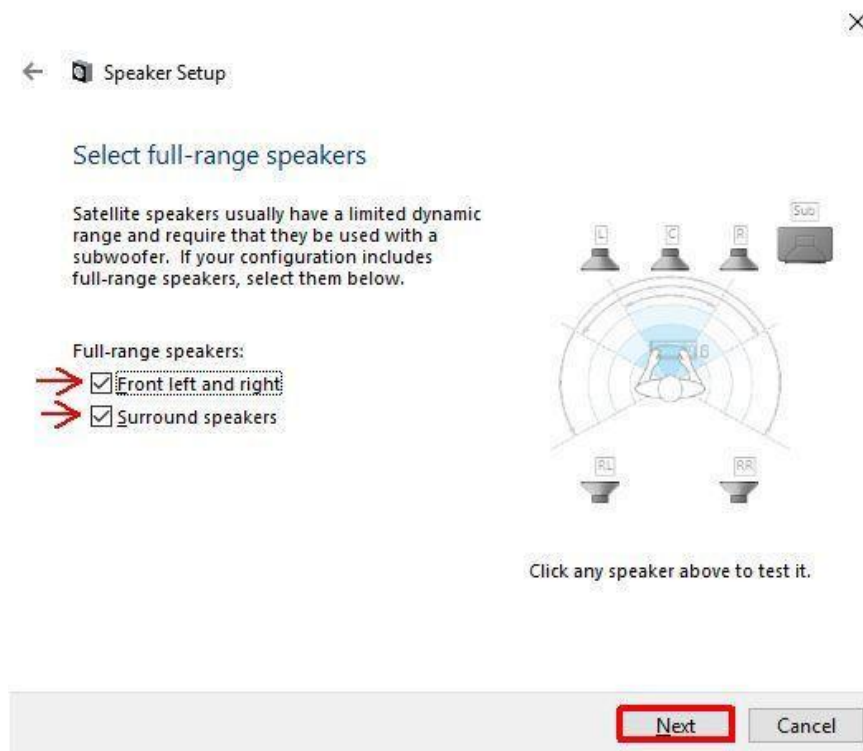 Speaker Setup
Select full-range speakers
Satellite speakers usually have a limited dynamic
range and require that they be used with a
subwoofer. If your configuration includes
full-range speakers, select them below.
Full-range speakers:
Front left and right
Surround speakers
Sub
L C R
RL RR
Click any speaker above to test it.
Next Cancel